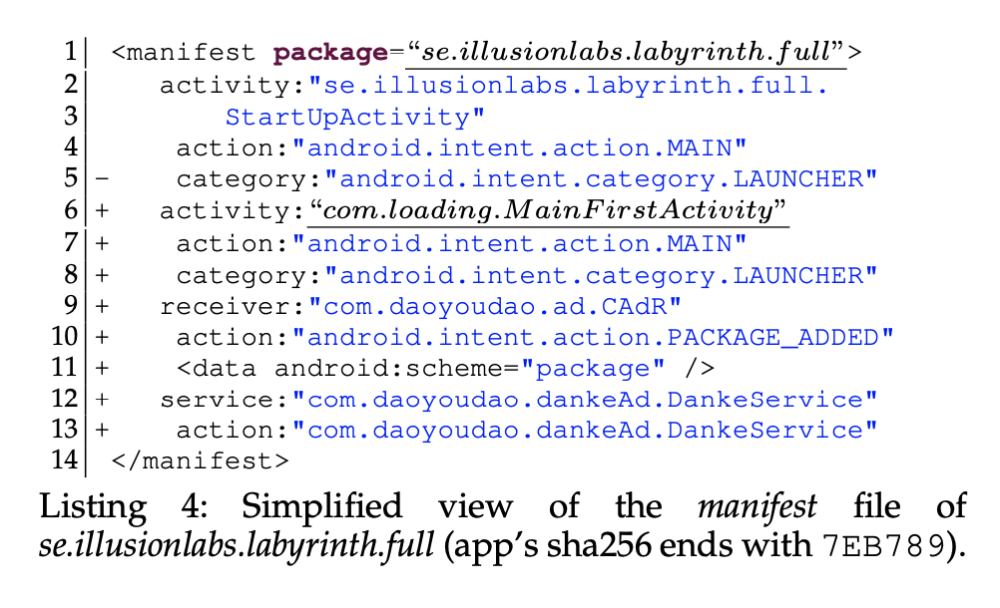 1| <manifest package=“se.illusionlabs.labyrinth.full”>
2| activity:"se.illusionlabs.labyrinth.full.
3| StartUpActivity"
4| action:"android.intent.action.MAIN"
5| - category:"android.intent.category.LAUNCHER"
6| + activity:“com.loading.MainFirstActivity”
7| + action:"android.intent.action.MAIN"
8| + category:"android.intent.category.LAUNCHER"
9| + receiver:"com.daoyoudao.ad.CAdR"
10| + action:"android.intent.action.PACKAGE_ADDED"
11| + <data android:scheme="package" />
12| + service:"com.daoyoudao.dankeAd.DankeService"
13| + action:"com.daoyoudao.dankeAd.DankeService"
14| </manifest>
Listing 4: Simplified view of the manifest file of
se.illusionlabs.labyrinth.full (app’s sha256 ends with 7EB789).